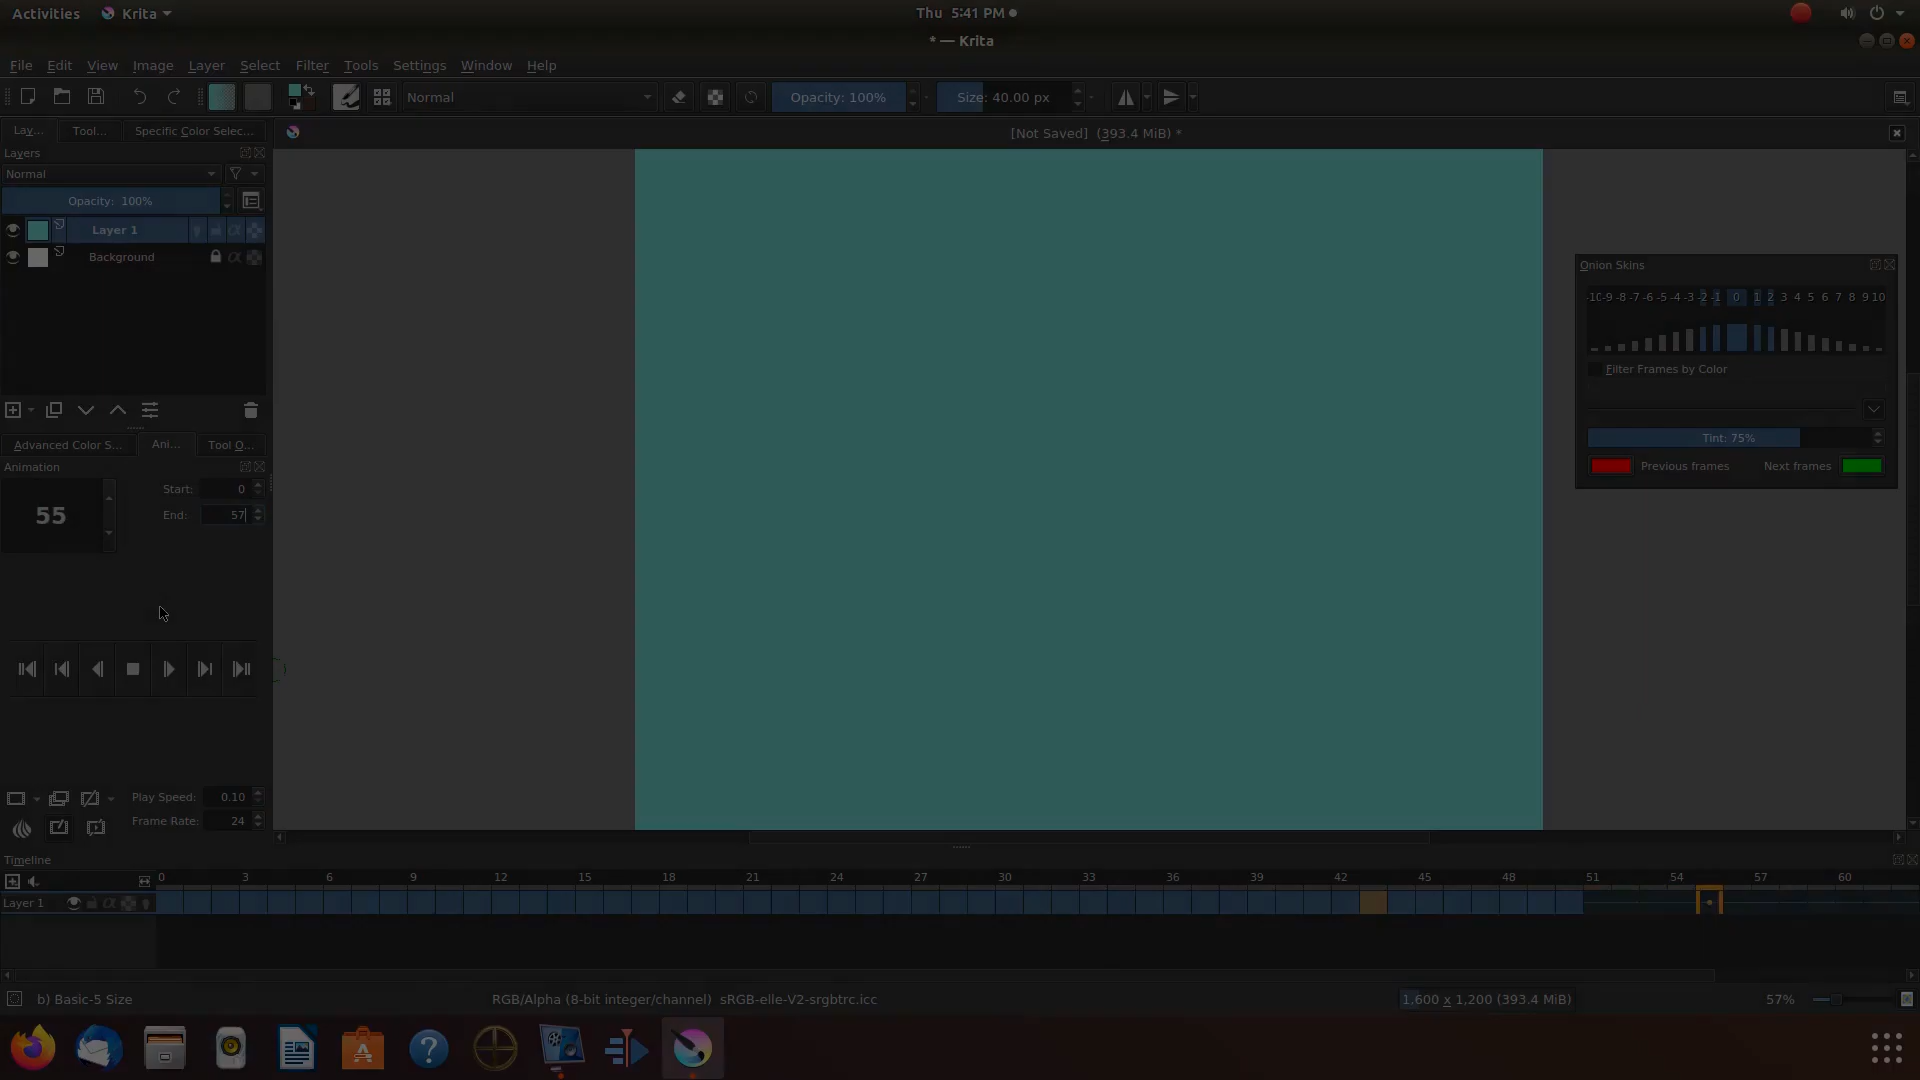 Activities Krita Thu 5:41 PM
* — Krita
File Edit View Image Layer Select Filter Tools Settings Window Help
Normal Opacity: 100% Size: 40.00 px
Lay... Tool... Specific Color Selec... [Not Saved] (393.4 MiB) *
Layers
Normal
Opacity: 100%
Layer 1
Background
Onion Skins
-10 -9 -8 -7 -6 -5 -4 -3 -2 -1 0 1 2 3 4 5 6 7 8 9 10
Filter Frames by Color
Tint: 75%
Previous frames Next frames
Advanced Color S... Ani... Tool O...
Animation
Start: 0
55
End: 57
Play Speed: 0.10
Frame Rate: 24
Timeline
0 3 6 9 12 15 18 21 24 27 30 33 36 39 42 45 48 51 54 57 60
Layer 1
b) Basic-5 Size RGB/Alpha (8-bit integer/channel) sRGB-elle-V2-srgbtrc.icc 1,600 x 1,200 (393.4 MiB) 57%